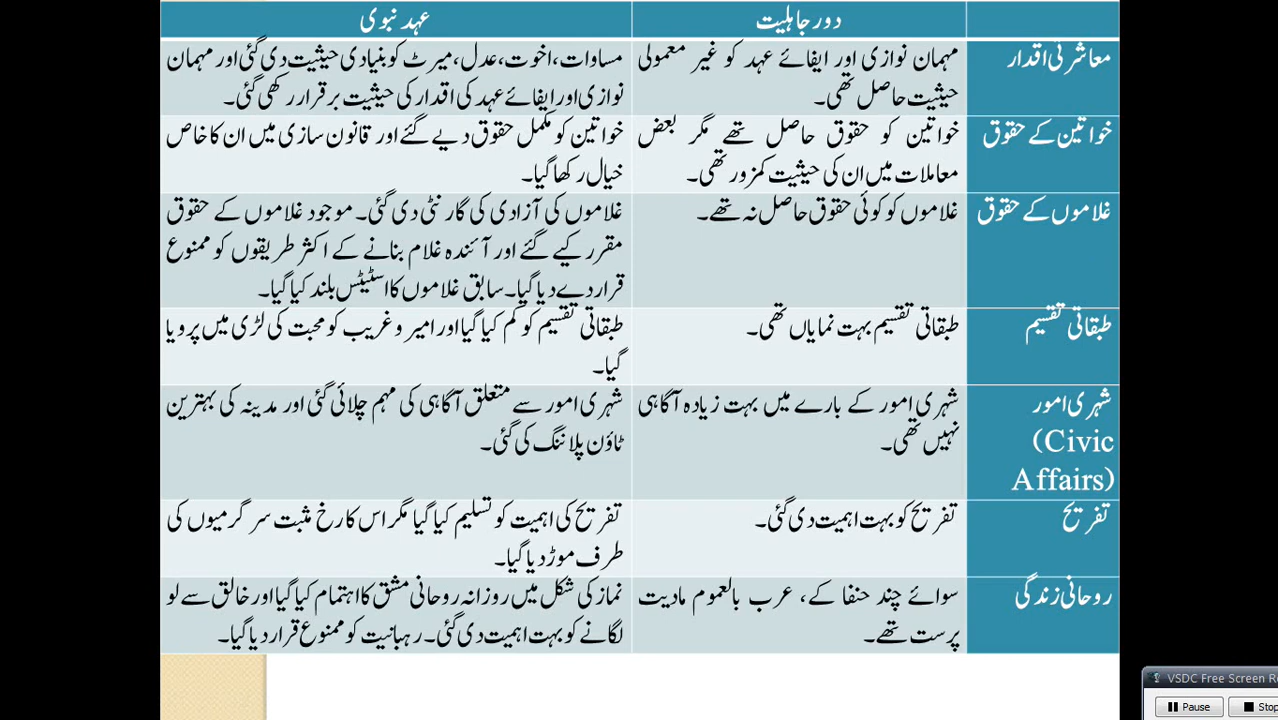 دور جاہلیت
عہد نبوی
معاشرتی اقدار
مہمان نوازی اور ایفائے عہد کو غیر معمولی
حیثیت حاصل تھی۔
مساوات، اخوت، عدل، میرٹ کو بنیادی حیثیت دی گئی اور مہمان
نوازی اور ایفائے عہد کی اقدار کی حیثیت برقرار رکھی گئی۔
خواتین کے حقوق
خواتین کو حقوق حاصل تھے مگر بعض
معاملات میں ان کی حیثیت کمزور تھی۔
خواتین کو مکمل حقوق دیے گئے اور قانون سازی میں ان کا خاص
خیال رکھا گیا۔
غلاموں کے حقوق
غلاموں کو کوئی حقوق حاصل نہ تھے۔
غلاموں کی آزادی کی گارنٹی دی گئی۔ موجود غلاموں کے حقوق
مقرر کیے گئے اور آئندہ غلام بنانے کے اکثر طریقوں کو ممنوع
قرار دے دیا گیا۔ سابق غلاموں کا اسٹیٹس بلند کیا گیا۔
طبقاتی تقسیم
طبقاتی تقسیم بہت نمایاں تھی۔
طبقاتی تقسیم کو کم کیا گیا اور امیر و غریب کو محبت کی لڑی میں پرو یا
گیا۔
شہری امور
(Civic
Affairs)
شہری امور کے بارے میں بہت زیادہ آگاہی
نہیں تھی۔
شہری امور سے متعلق آگاہی کی مہم چلائی گئی اور مدینہ کی بہترین
ٹاؤن پلاننگ کی گئی۔
تفریح
تفریح کو بہت اہمیت دی گئی۔
تفریح کی اہمیت کو تسلیم کیا گیا مگر اس کا رخ مثبت سرگرمیوں کی
طرف موڑ دیا گیا۔
روحانی زندگی
سوائے چند حنفا کے، عرب بالعموم مادیت
پرست تھے۔
نماز کی شکل میں روزانہ روحانی مشق کا اہتمام کیا گیا اور خالق سے لو
لگانے کو بہت اہمیت دی گئی۔ رہبانیت کو ممنوع قرار دیا گیا۔
VSDC Free Screen Re
Pause
Stop